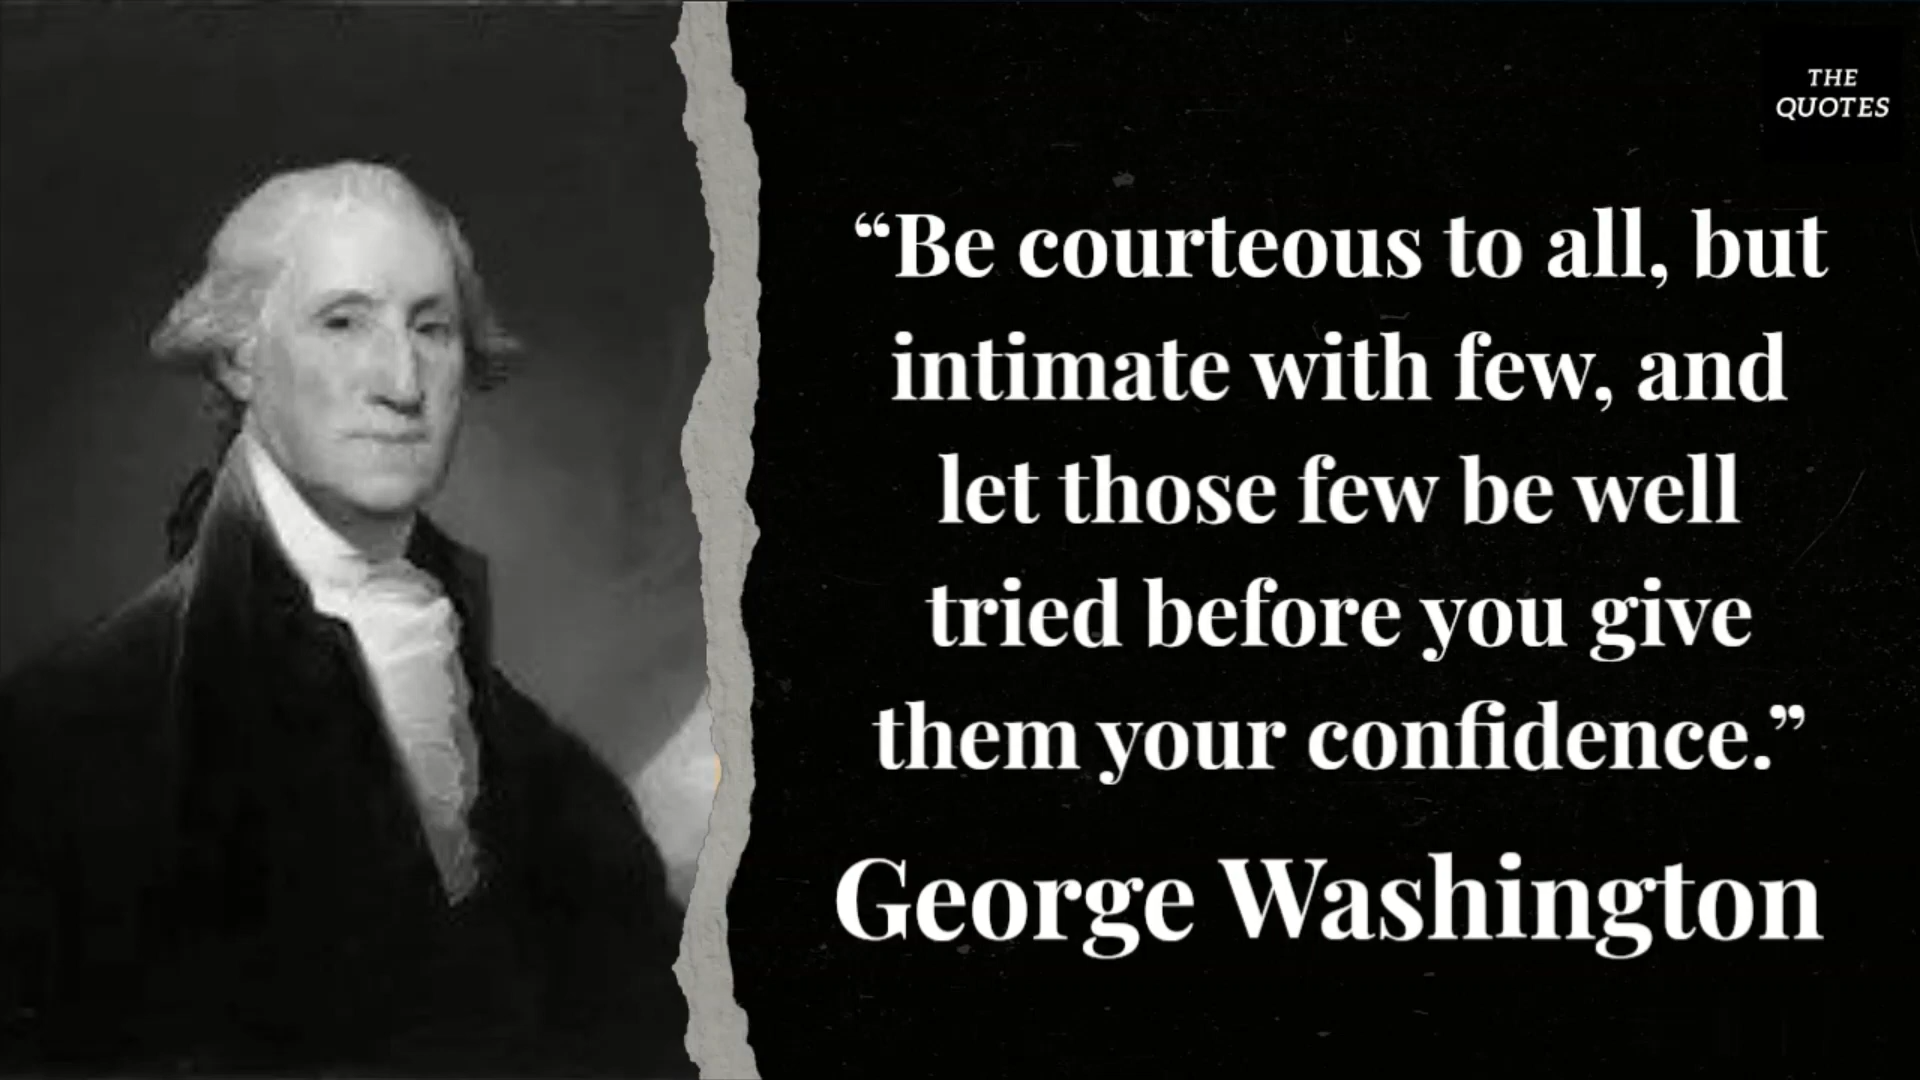 THE
QUOTES
“Be courteous to all, but
intimate with few, and
let those few be well
tried before you give
them your confidence.”
George Washington